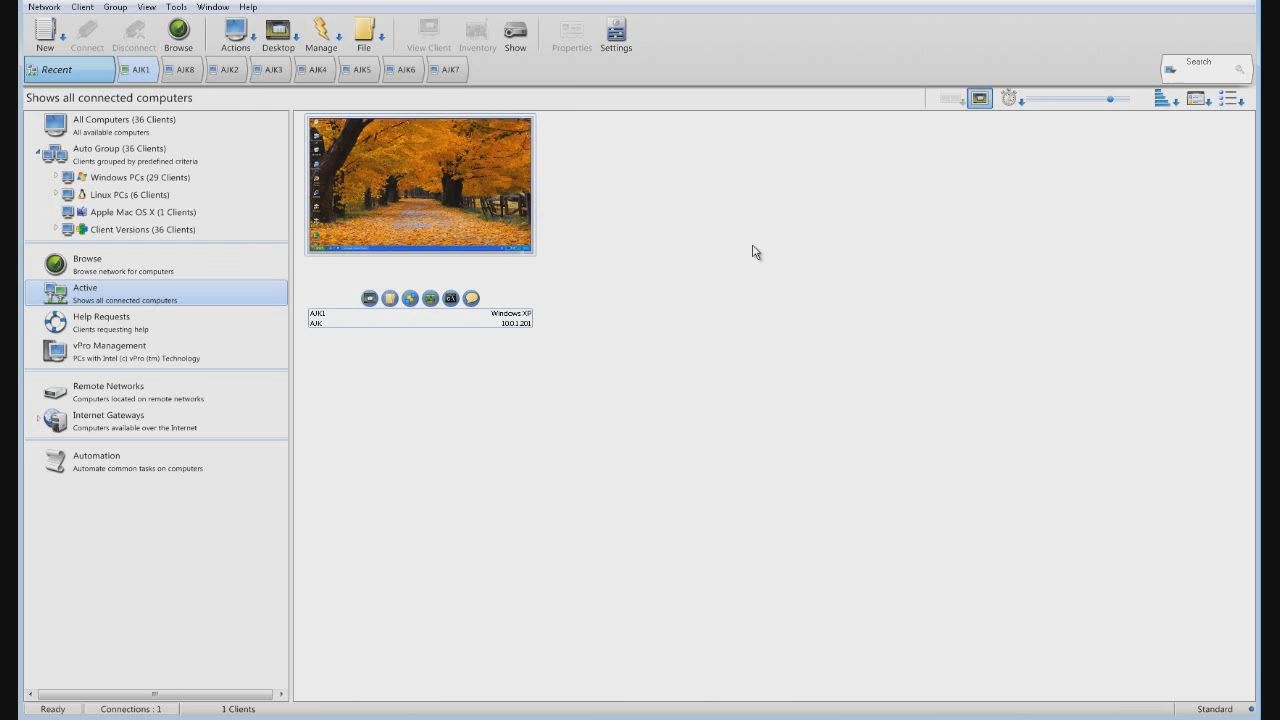 Network Client Group View Tools Window Help
New Connect Disconnect Browse Actions Desktop Manage File View Client Inventory Show Properties Settings
Recent AJK1 AJK8 AJK2 AJK3 AJK4 AJK5 AJK6 AJK7
Search
Shows all connected computers
All Computers (36 Clients)
All available computers
Auto Group (36 Clients)
Clients grouped by predefined criteria
Windows PCs (29 Clients)
Linux PCs (6 Clients)
Apple Mac OS X (1 Clients)
Client Versions (36 Clients)
Browse
Browse network for computers
Active
Shows all connected computers
Help Requests
Clients requesting help
vPro Management
PCs with Intel (c) vPro (tm) Technology
Remote Networks
Computers located on remote networks
Internet Gateways
Computers available over the Internet
Automation
Automate common tasks on computers
AJK1 Windows XP
AJK 10.0.1.201
Ready Connections : 1 1 Clients Standard